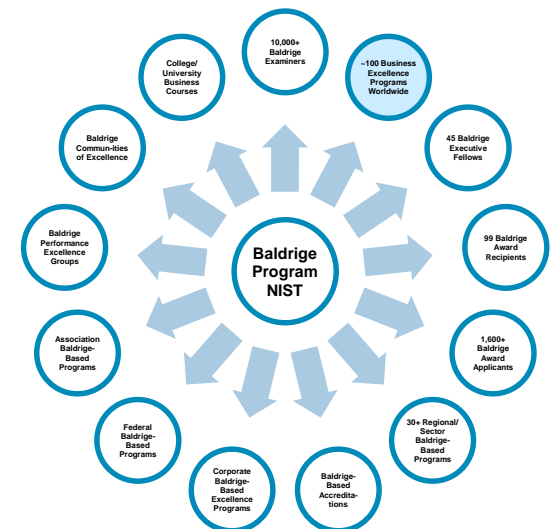 10,000+
Baldrige
Examiners
~100 Business
Excellence
Programs
Worldwide
45 Baldrige
Executive
Fellows
99 Baldrige
Award
Recipients
1,600+
Baldrige
Award
Applicants
30+ Regional/
Sector
Baldrige-
Based Programs
Baldrige-
Based
Accredita-
tions
Corporate
Baldrige-
Based
Excellence
Programs
Federal
Baldrige-
Based
Programs
Association
Baldrige-
Based
Programs
Baldrige
Performance
Excellence
Groups
Baldrige
Commun-ities
of Excellence
College/
University
Business
Courses
Baldrige
Program
NIST